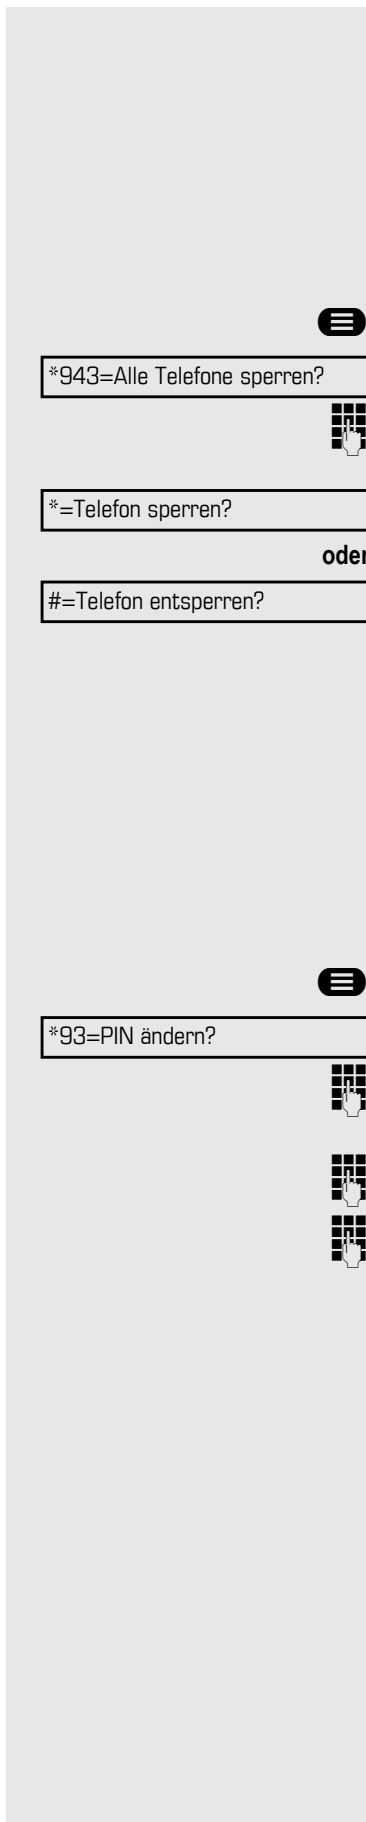 *943=Alle Telefone sperren?
*=Telefon sperren?
oder
#=Telefon entsperren?
*93=PIN ändern?